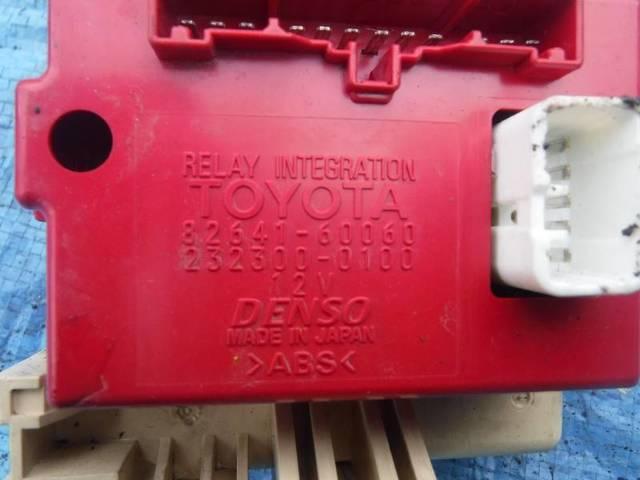 RELAY INTEGRATION
TOYOTA
82641-60060
232300-0100
12V
DENSO
MADE IN JAPAN
>ABS<